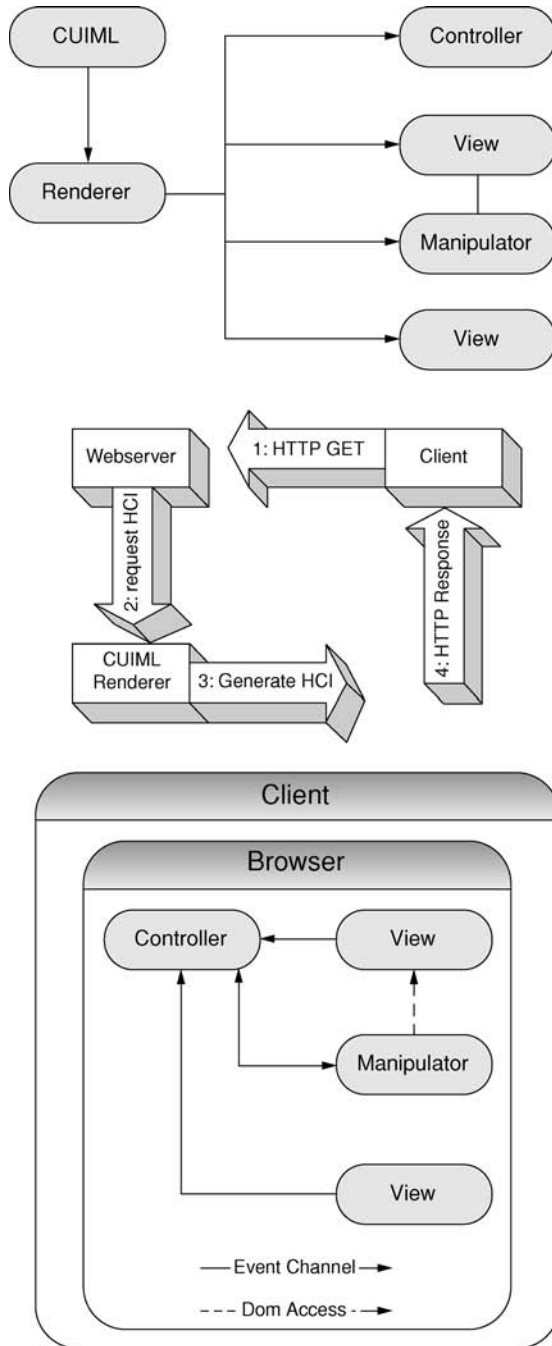 CUIML
Controller
View
Renderer
Manipulator
View
Webserver
1: HTTP GET
Client
2: request HCI
4: HTTP Response
CUIML
Renderer
3: Generate HCI
Client
Browser
Controller
View
Manipulator
View
Event Channel
Dom Access